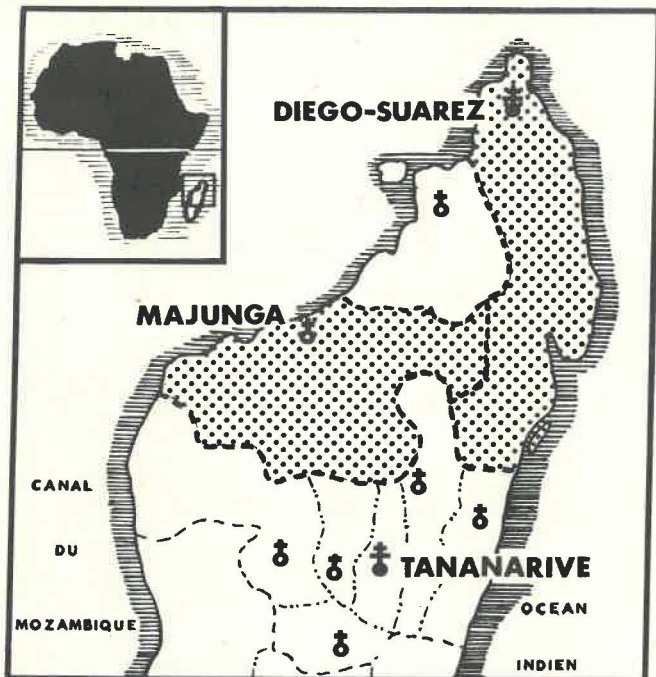 DIEGO-SUAREZ
MAJUNGA
CANAL
DU
MOZAMBIQUE
TANANARIVE
OCEAN
INDIEN